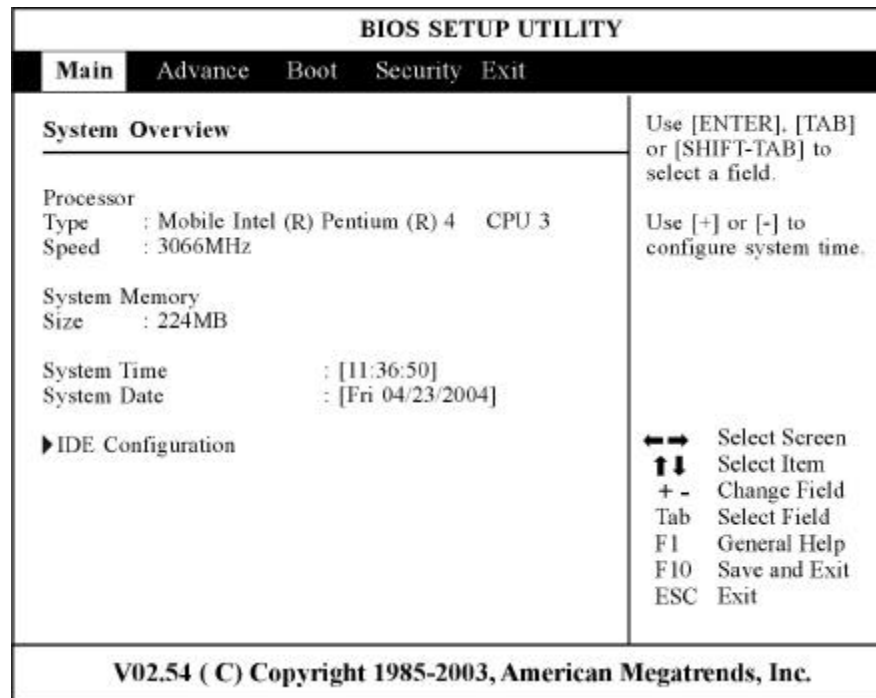 BIOS SETUP UTILITY
Main Advance Boot Security Exit
System Overview
Processor
Type : Mobile Intel (R) Pentium (R) 4 CPU 3
Speed : 3066MHz
System Memory
Size : 224MB
System Time : [11:36:50]
System Date : [Fri 04/23/2004]
IDE Configuration
Use [ENTER], [TAB]
or [SHIFT-TAB] to
select a field.
Use [+] or [-] to
configure system time.
Select Screen
Select Item
+ - Change Field
Tab Select Field
F1 General Help
F10 Save and Exit
ESC Exit
V02.54 ( C) Copyright 1985-2003, American Megatrends, Inc.